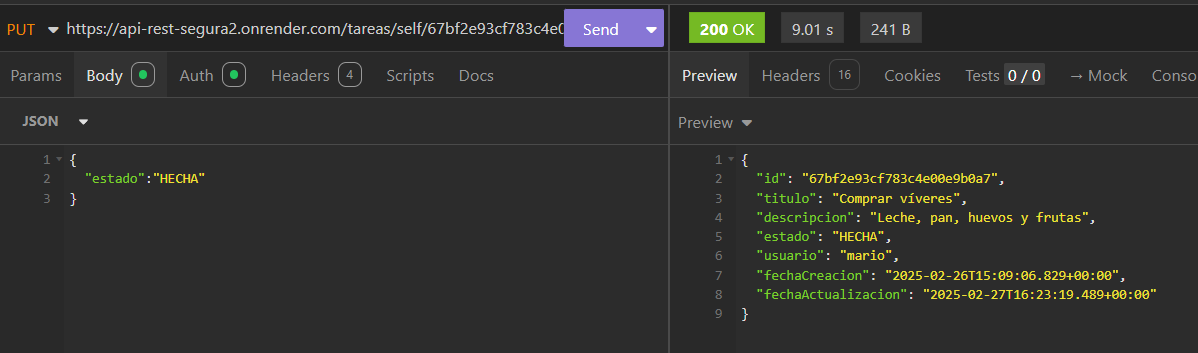 PUT https://api-rest-segura2.onrender.com/tareas/self/67bf2e93cf783c4e0 Send
200 OK 9.01 s 241 B
Params Body Auth Headers 4 Scripts Docs
Preview Headers 16 Cookies Tests 0 / 0 → Mock Conso
JSON
Preview
1 {
2 "estado":"HECHA"
3 }
1 {
2 "id": "67bf2e93cf783c4e00e9b0a7",
3 "titulo": "Comprar víveres",
4 "descripcion": "Leche, pan, huevos y frutas",
5 "estado": "HECHA",
6 "usuario": "mario",
7 "fechaCreacion": "2025-02-26T15:09:06.829+00:00",
8 "fechaActualizacion": "2025-02-27T16:23:19.489+00:00"
9 }